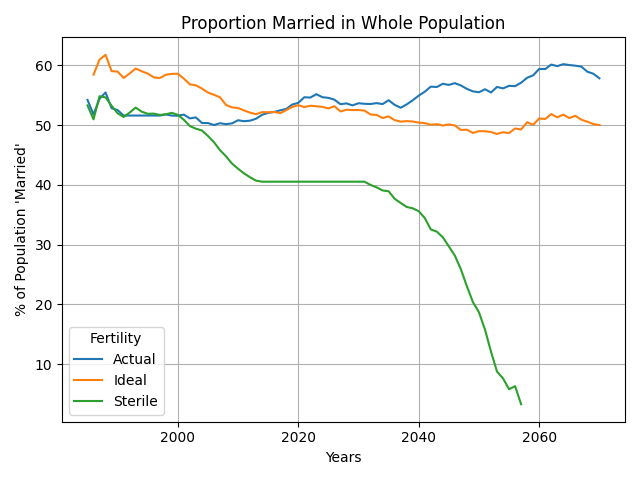 Proportion Married in Whole Population
% of Population 'Married'
60
50
40
30
20
10
Fertility
Actual
Ideal
Sterile
2000 2020 2040 2060
Years